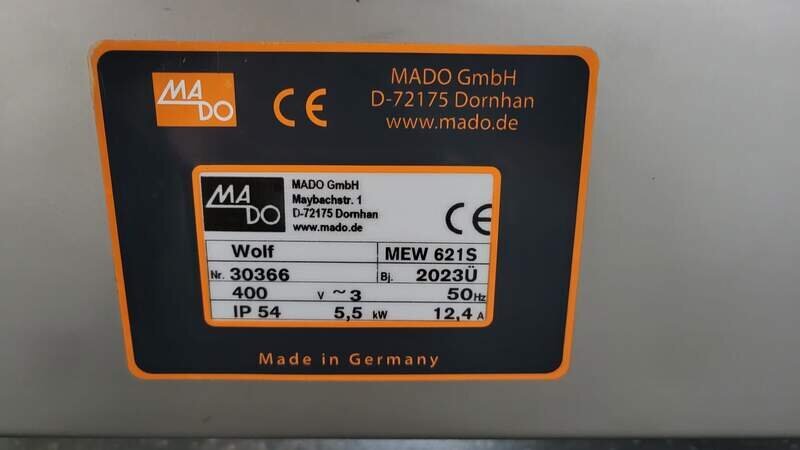 MADO
CE
MADO GmbH
D-72175 Dornhan
www.mado.de
MADO
MADO GmbH
Maybachstr. 1
D-72175 Dornhan
www.mado.de
CE
Wolf MEW 621S
Nr. 30366 Bj. 2023Ü
400 V ~3 50 Hz
IP 54 5,5 kW 12,4 A
Made in Germany